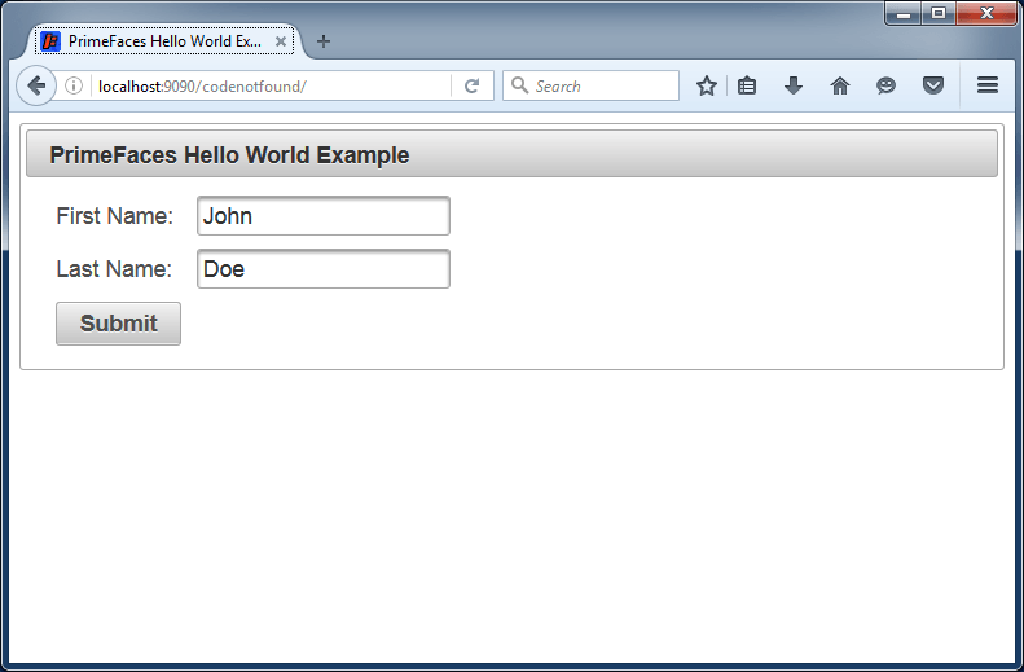 PrimeFaces Hello World Ex...
localhost:9090/codenotfound/
Search
PrimeFaces Hello World Example
First Name: John
Last Name: Doe
Submit